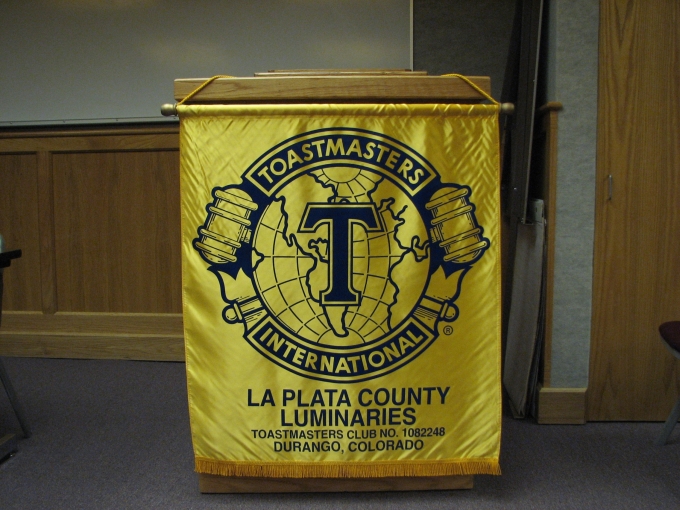 TOASTMASTERS
T
INTERNATIONAL
®
LA PLATA COUNTY
LUMINARIES
TOASTMASTERS CLUB NO. 1082248
DURANGO, COLORADO